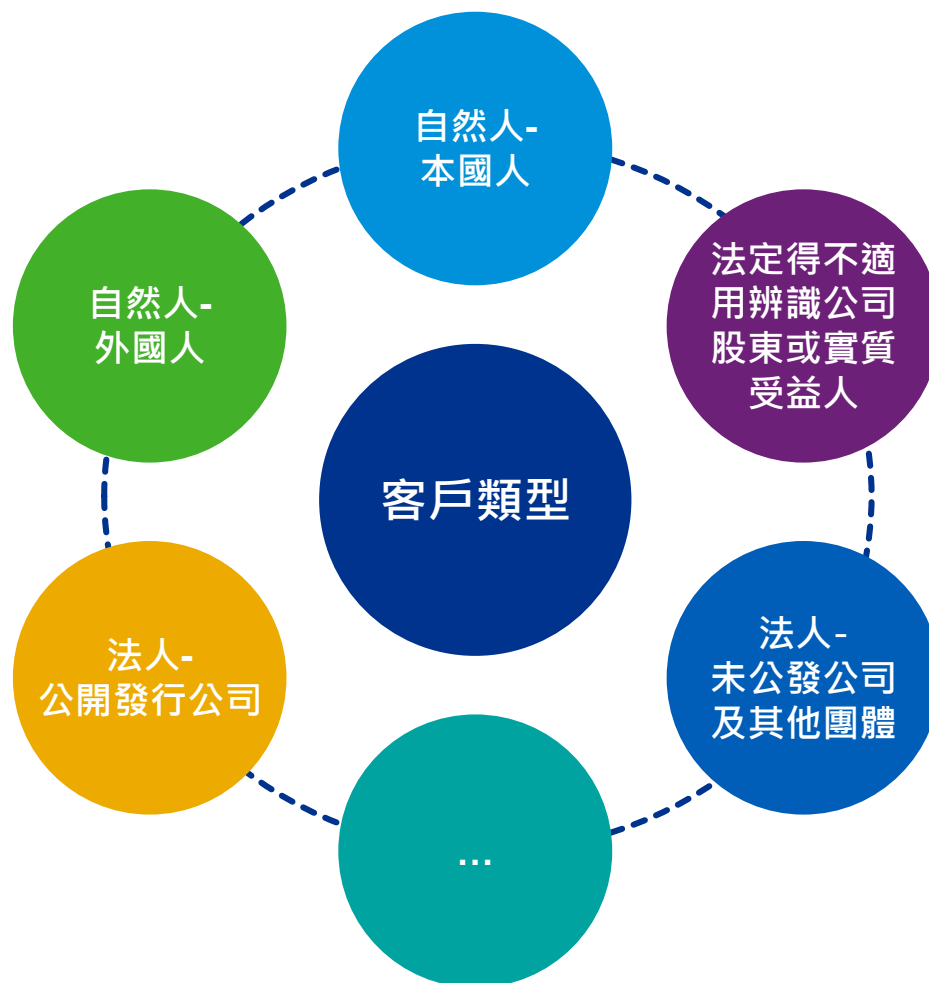 自然人-
本國人
法定得不適
用辨識公司
股東或實質
受益人
自然人-
外國人
客戶類型
法人-
公開發行公司
法人-
未公發公司
及其他團體
...